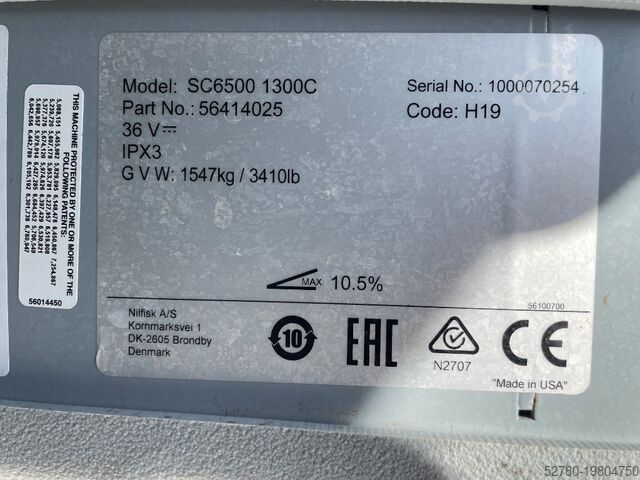 Model: SC6500 1300C
Part No.: 56414025
36 V
IPX3
G V W: 1547kg / 3410lb
Serial No.: 1000070254
Code: H19
MAX 10.5%
Nilfisk A/S
Kornmarksvei 1
DK-2605 Brondby
Denmark
10
EAC
N2707
56100700
CE
"Made in USA"
THIS MACHINE PROTECTED BY ONE OR MORE OF THE
FOLLOWING PATENTS:
56014450
52780-19804750